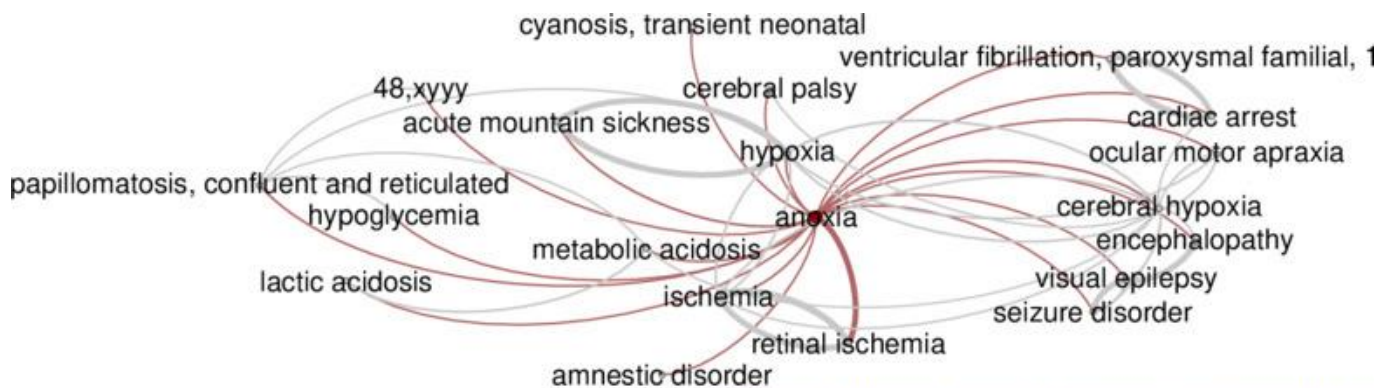 cyanosis, transient neonatal
ventricular fibrillation, paroxysmal familial, 1
48,xyyy
cerebral palsy
acute mountain sickness
cardiac arrest
hypoxia
ocular motor apraxia
papillomatosis, confluent and reticulated
hypoglycemia
anoxia
cerebral hypoxia
metabolic acidosis
encephalopathy
lactic acidosis
ischemia
visual epilepsy
seizure disorder
retinal ischemia
amnestic disorder